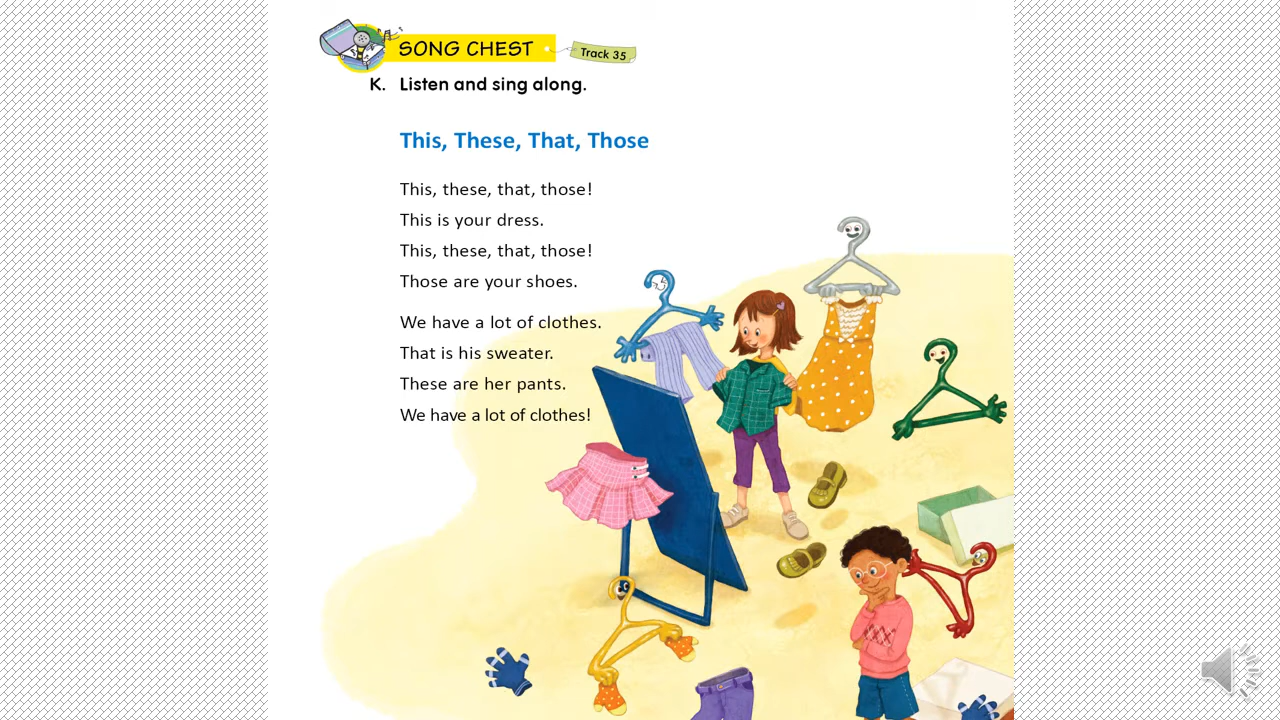 SONG CHEST
Track 35
K. Listen and sing along.
This, These, That, Those
This, these, that, those!
This is your dress.
This, these, that, those!
Those are your shoes.
We have a lot of clothes.
That is his sweater.
These are her pants.
We have a lot of clothes!